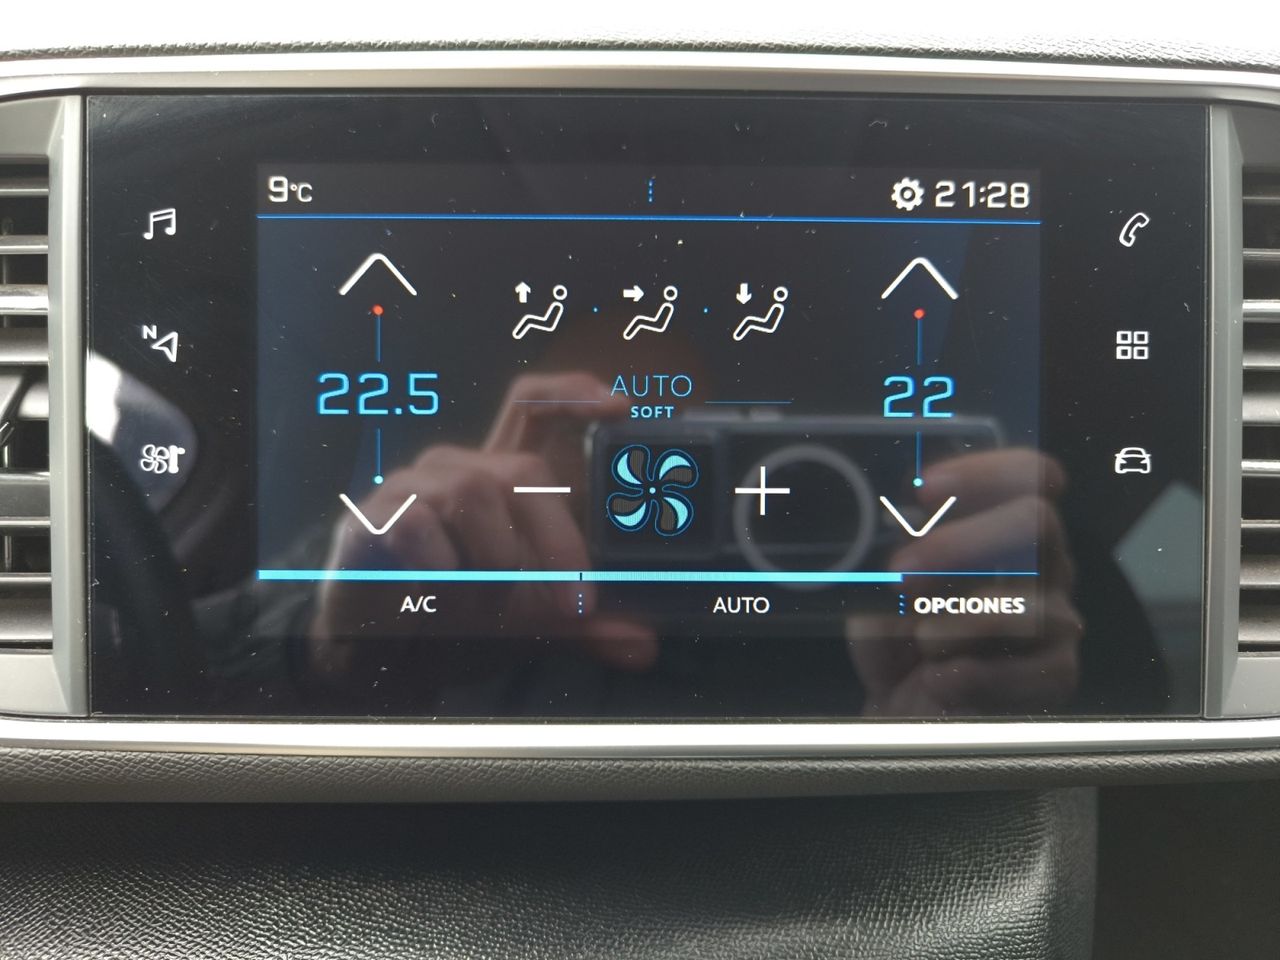 9°C
21:28
N
22.5
AUTO
SOFT
22
A/C
AUTO
OPCIONES